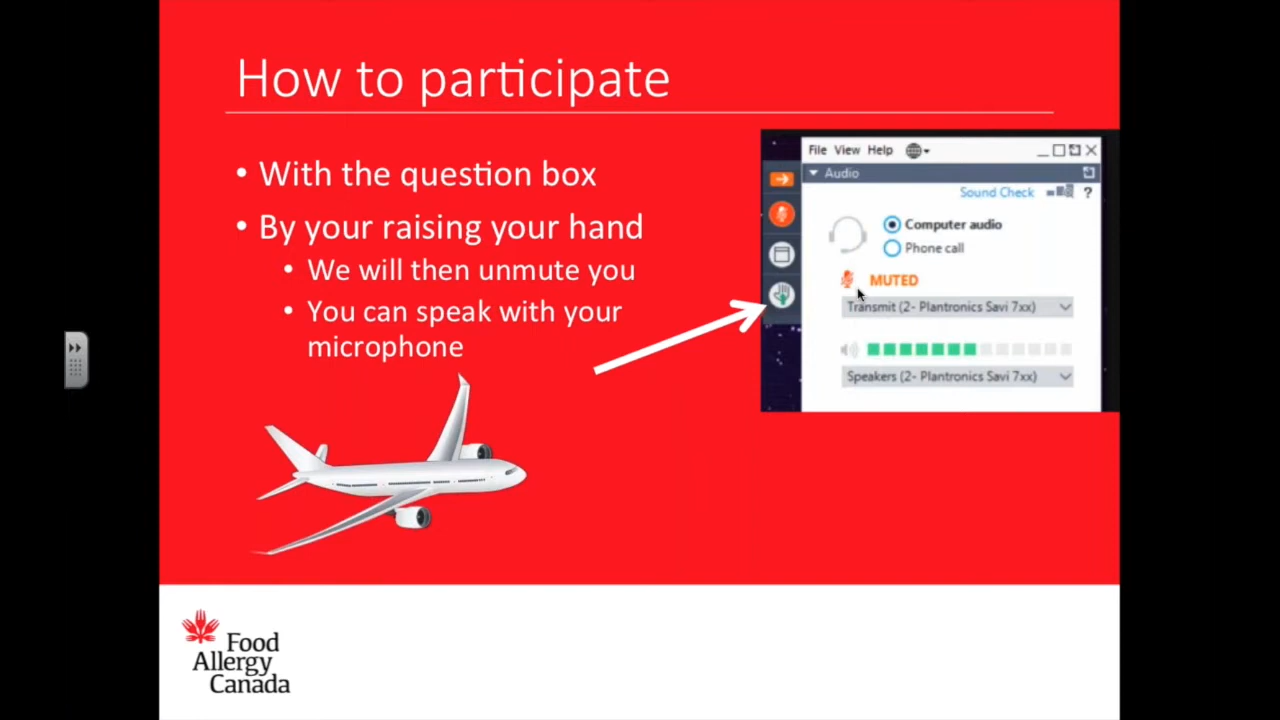 How to participate
• With the question box
• By your raising your hand
• We will then unmute you
• You can speak with your
microphone
File View Help
Audio
Sound Check ?
Computer audio
Phone call
MUTED
Transmit (2- Plantronics Savi 7xx)
Speakers (2- Plantronics Savi 7xx)
Food
Allergy
Canada